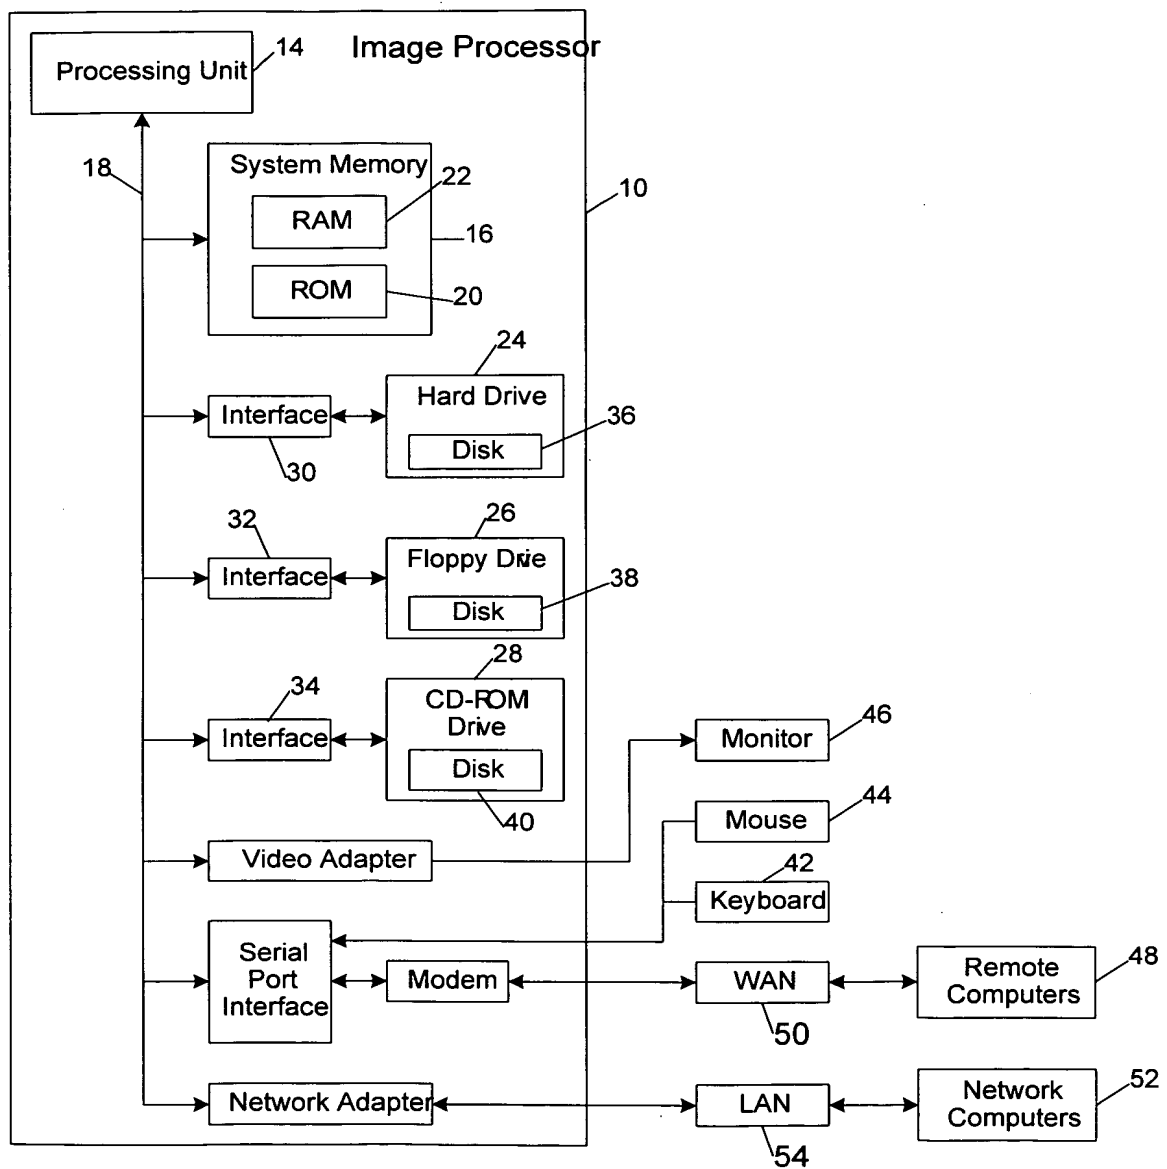 Image Processor
14
Processing Unit
18
System Memory
22
10
RAM
16
ROM
20
24
Hard Drive
Interface
36
Disk
30
32
26
Floppy Drive
Interface
38
Disk
28
34
CD-ROM
Drive
46
Interface
Monitor
Disk
44
40
Mouse
Video Adapter
42
Keyboard
Serial
Port
Interface
Modem
WAN
Remote
Computers
48
50
Network Adapter
LAN
Network
Computers
52
54